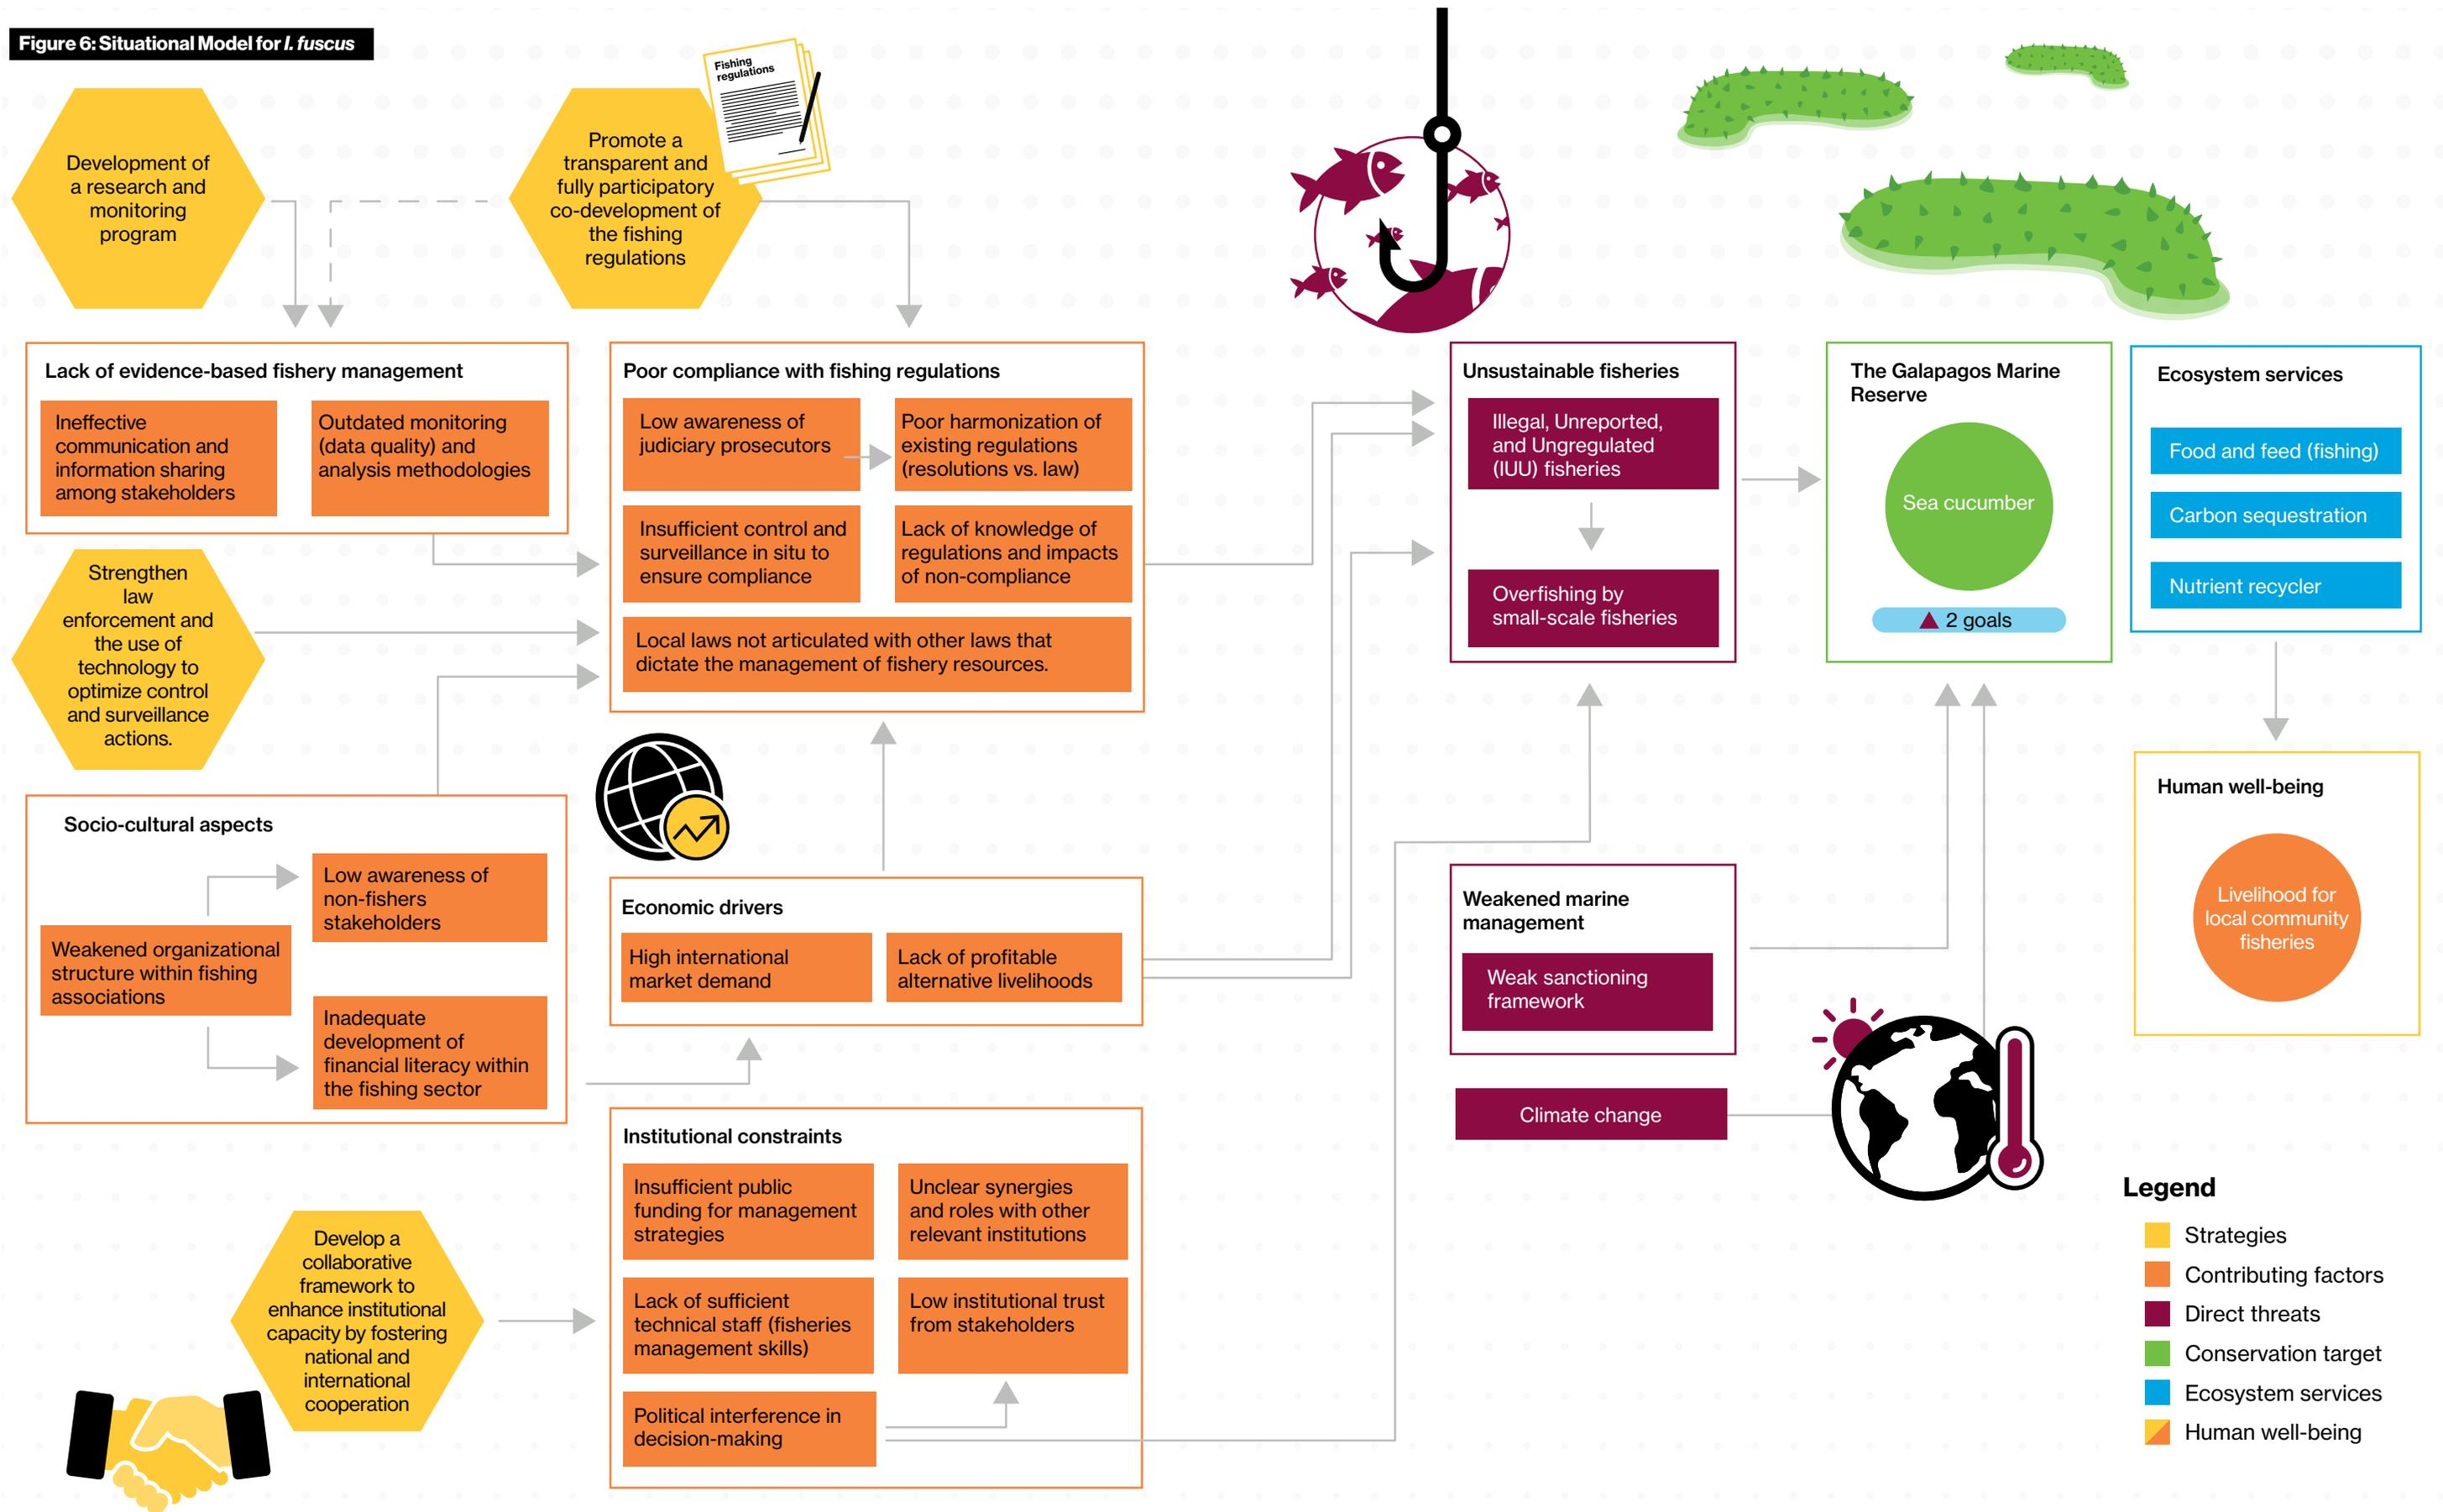 Figure 6: Situational Model for I. fuscus
Development of
a research and
monitoring
program
Promote a
transparent and
fully participatory
co-development of
the fishing
regulations
Fishing
regulations
Lack of evidence-based fishery management
Ineffective
communication and
information sharing
among stakeholders
Outdated monitoring
(data quality) and
analysis methodologies
Poor compliance with fishing regulations
Low awareness of
judiciary prosecutors
Poor harmonization of
existing regulations
(resolutions vs. law)
Insufficient control and
surveillance in situ to
ensure compliance
Lack of knowledge of
regulations and impacts
of non-compliance
Local laws not articulated with other laws that
dictate the management of fishery resources.
Unsustainable fisheries
Illegal, Unreported,
and Ungregulated
(IUU) fisheries
Overfishing by
small-scale fisheries
The Galapagos Marine
Reserve
Sea cucumber
2 goals
Ecosystem services
Food and feed (fishing)
Carbon sequestration
Nutrient recycler
Strengthen
law
enforcement and
the use of
technology to
optimize control
and surveillance
actions.
Socio-cultural aspects
Low awareness of
non-fishers
stakeholders
Weakened organizational
structure within fishing
associations
Inadequate
development of
financial literacy within
the fishing sector
Economic drivers
High international
market demand
Lack of profitable
alternative livelihoods
Weakened marine
management
Weak sanctioning
framework
Climate change
Human well-being
Livelihood for
local community
fisheries
Institutional constraints
Insufficient public
funding for management
strategies
Unclear synergies
and roles with other
relevant institutions
Lack of sufficient
technical staff (fisheries
management skills)
Low institutional trust
from stakeholders
Political interference in
decision-making
Develop a
collaborative
framework to
enhance institutional
capacity by fostering
national and
international
cooperation
Legend
Strategies
Contributing factors
Direct threats
Conservation target
Ecosystem services
Human well-being